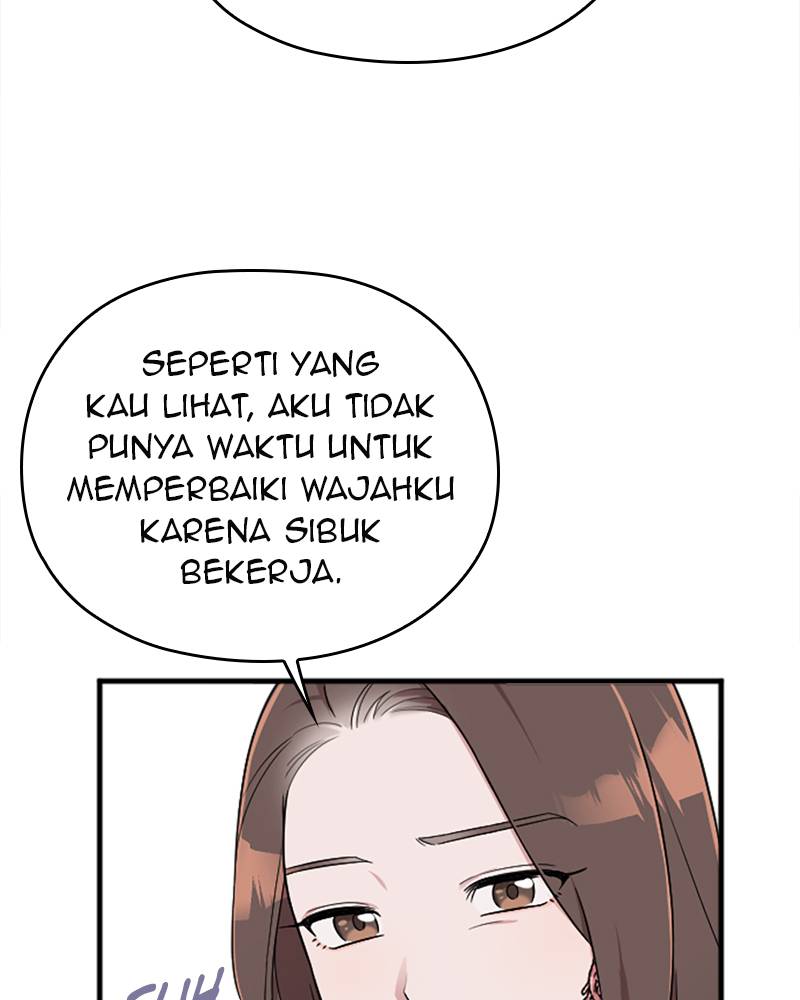 SEPERTI YANG
KAU LIHAT, AKU TIDAK
PUNYA WAKTU UNTUK
MEMPERBAIKI WAJAHKU
KARENA SIBUK
BEKERJA.